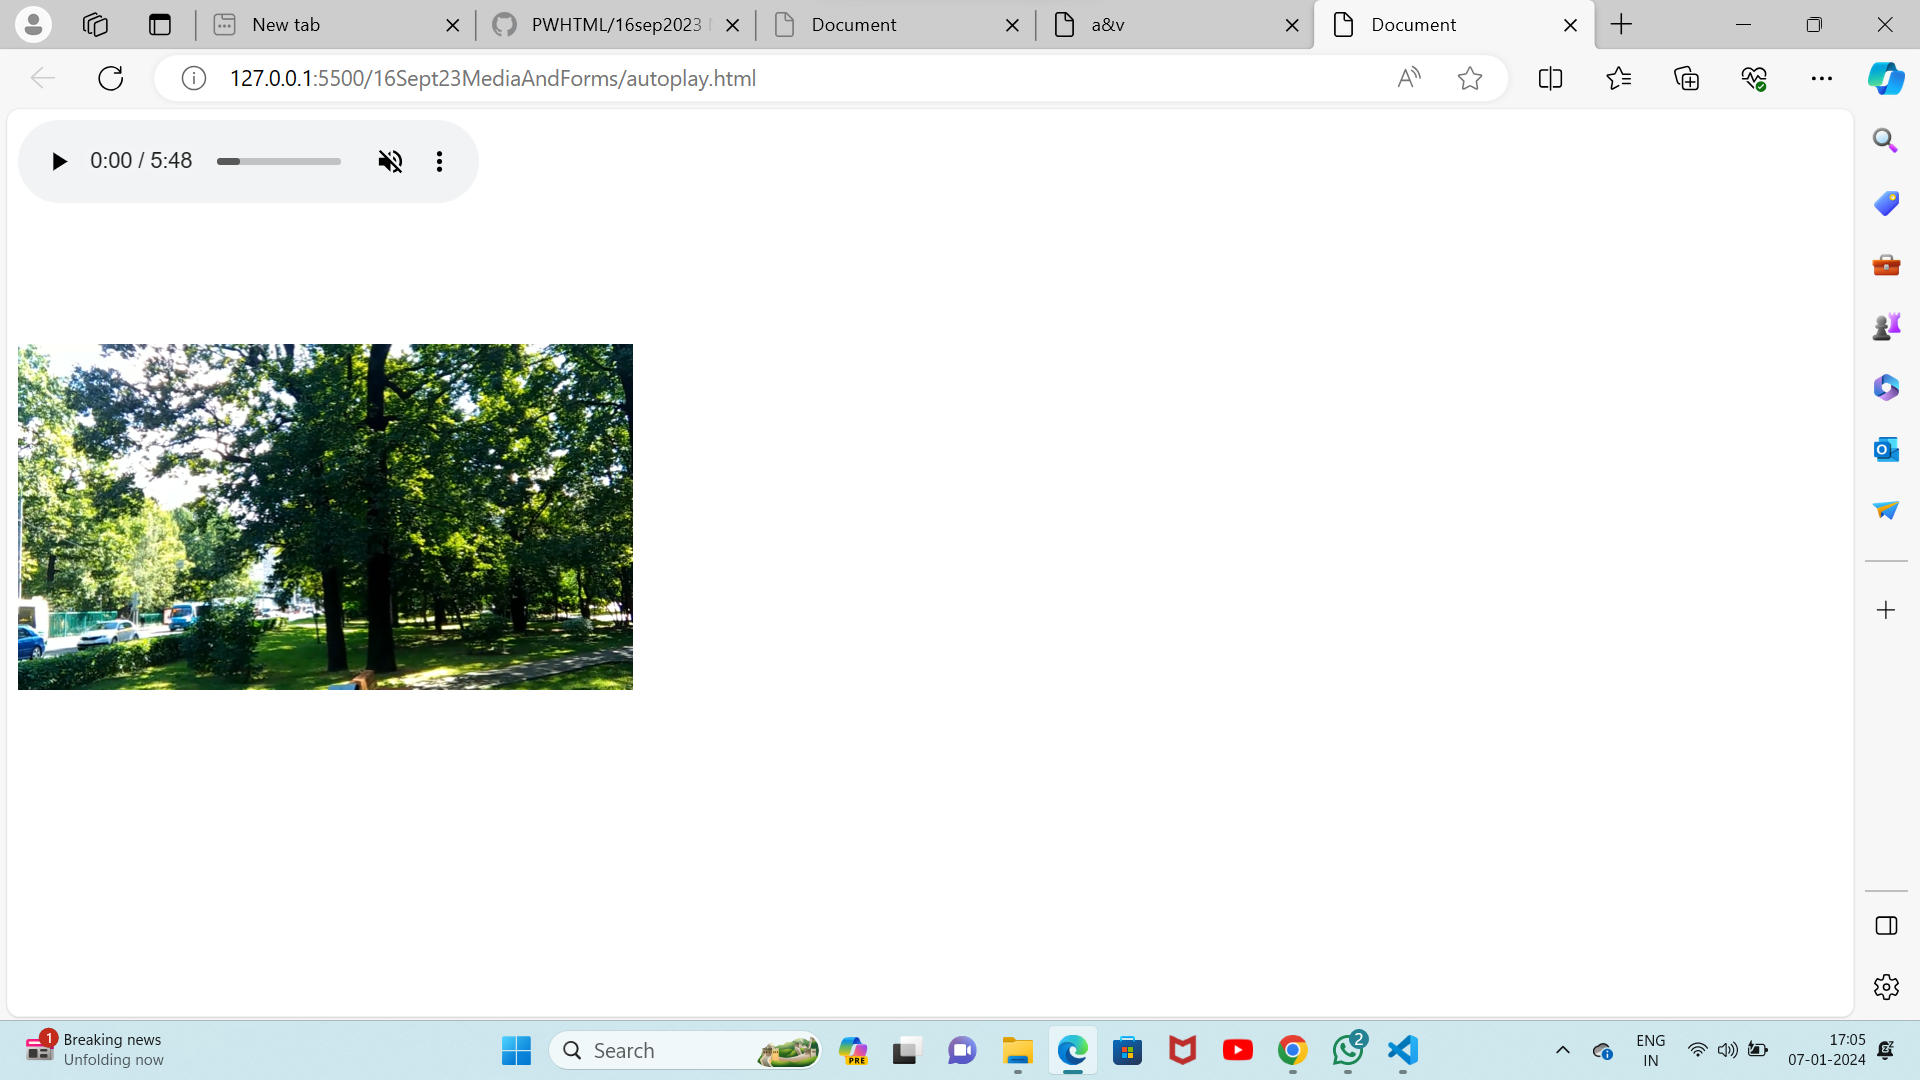 New tab
PWHTML/16sep2023
Document
a&v
Document
127.0.0.1:5500/16Sept23MediaAndForms/autoplay.html
0:00 / 5:48
1
Breaking news
Unfolding now
Search
PRE
2
ENG
IN
17:05
07-01-2024